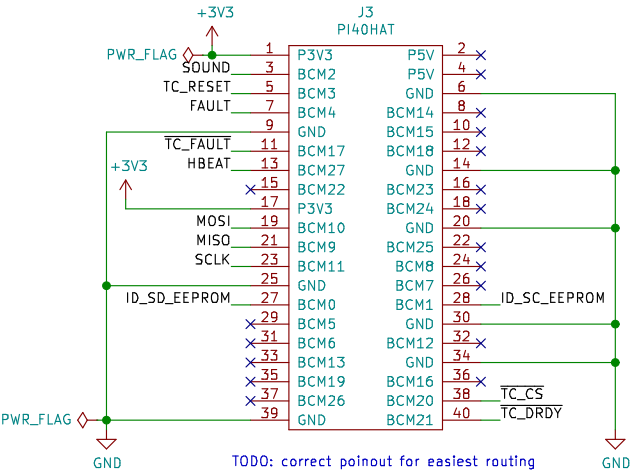 +3V3
J3
PI40HAT
PWR_FLAG
1 P3V3 P5V 2
SOUND 3 BCM2 P5V 4
TC_RESET 5 BCM3 GND 6
FAULT 7 BCM4 BCM14 8
9 GND BCM15 10
TC_FAULT 11 BCM17 BCM18 12
HBEAT 13 BCM27 GND 14
+3V3
15 BCM22 BCM23 16
17 P3V3 BCM24 18
MOSI 19 BCM10 GND 20
MISO 21 BCM9 BCM25 22
SCLK 23 BCM11 BCM8 24
25 GND BCM7 26
ID_SD_EEPROM 27 BCM0 BCM1 28 ID_SC_EEPROM
29 BCM5 GND 30
31 BCM6 BCM12 32
33 BCM13 GND 34
35 BCM19 BCM16 36
37 BCM26 BCM20 38 TC_CS
PWR_FLAG 39 GND BCM21 40 TC_DRDY
GND
TODO: correct poinout for easiest routing
GND